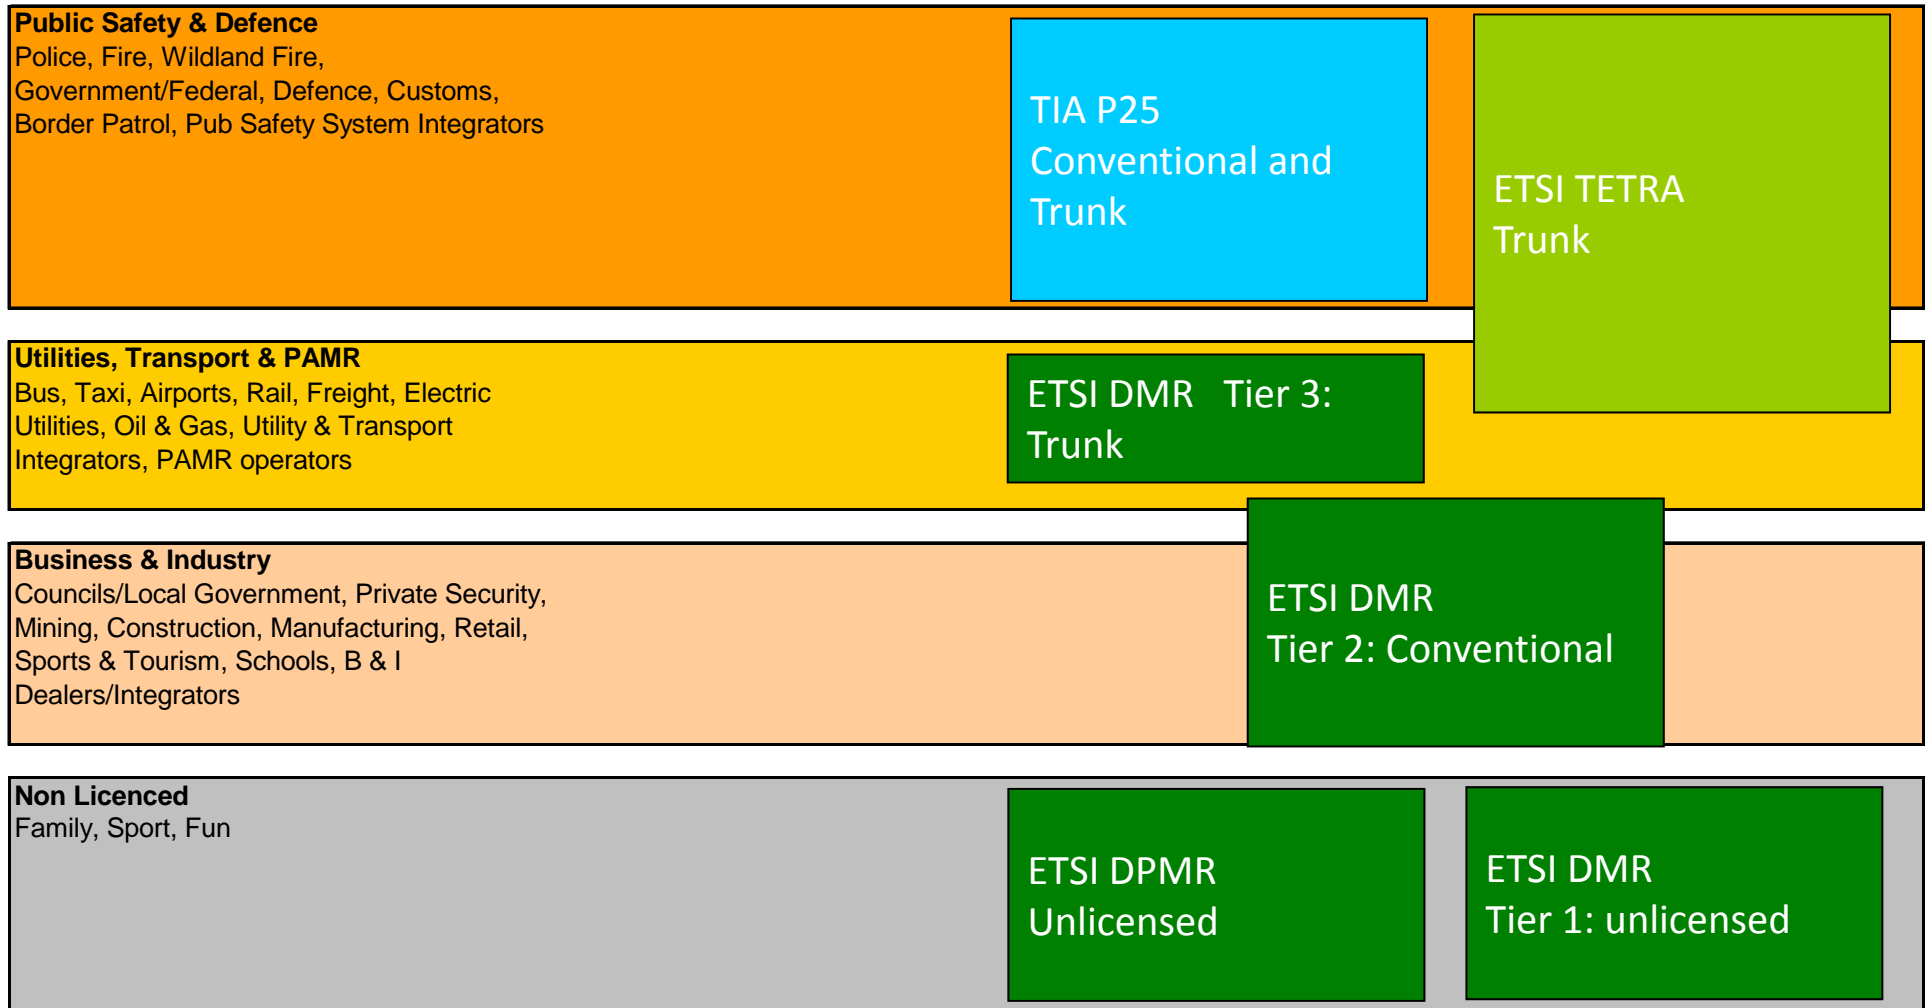 Public Safety & Defence
Police, Fire, Wildland Fire,
Government/Federal, Defence, Customs,
Border Patrol, Pub Safety System Integrators
TIA P25
Conventional and
Trunk
ETSI TETRA
Trunk
Utilities, Transport & PAMR
Bus, Taxi, Airports, Rail, Freight, Electric
Utilities, Oil & Gas, Utility & Transport
Integrators, PAMR operators
ETSI DMR Tier 3:
Trunk
Business & Industry
Councils/Local Government, Private Security,
Mining, Construction, Manufacturing, Retail,
Sports & Tourism, Schools, B & I
Dealers/Integrators
ETSI DMR
Tier 2: Conventional
Non Licenced
Family, Sport, Fun
ETSI DPMR
Unlicensed
ETSI DMR
Tier 1: unlicensed